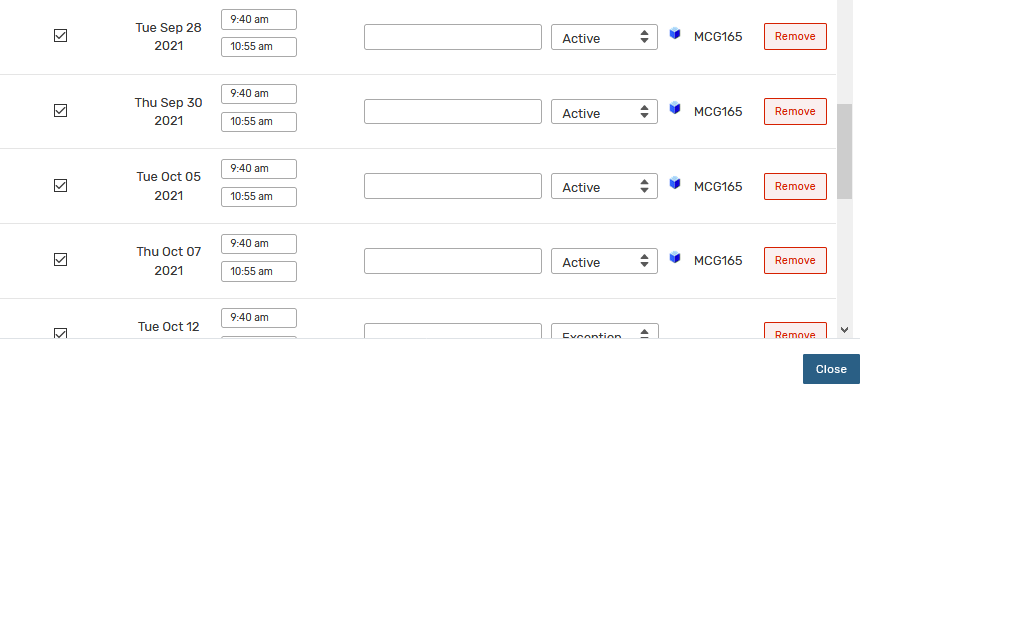 Tue Sep 28
2021
9:40 am
10:55 am
Active
MCG165
Remove
Thu Sep 30
2021
9:40 am
10:55 am
Active
MCG165
Remove
Tue Oct 05
2021
9:40 am
10:55 am
Active
MCG165
Remove
Thu Oct 07
2021
9:40 am
10:55 am
Active
MCG165
Remove
Tue Oct 12
9:40 am
Exception
Remove
Close